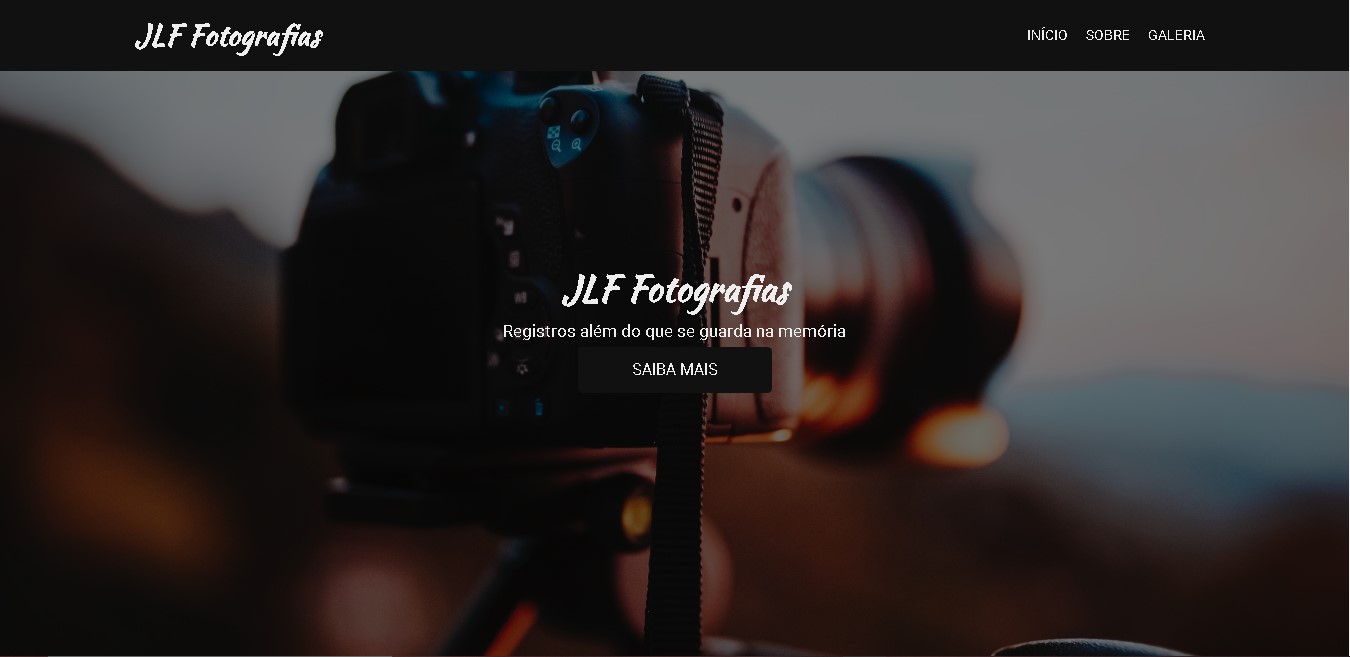 JLF Fotografias
INÍCIO SOBRE GALERIA
JLF Fotografias
Registros além do que se guarda na memória
SAIBA MAIS